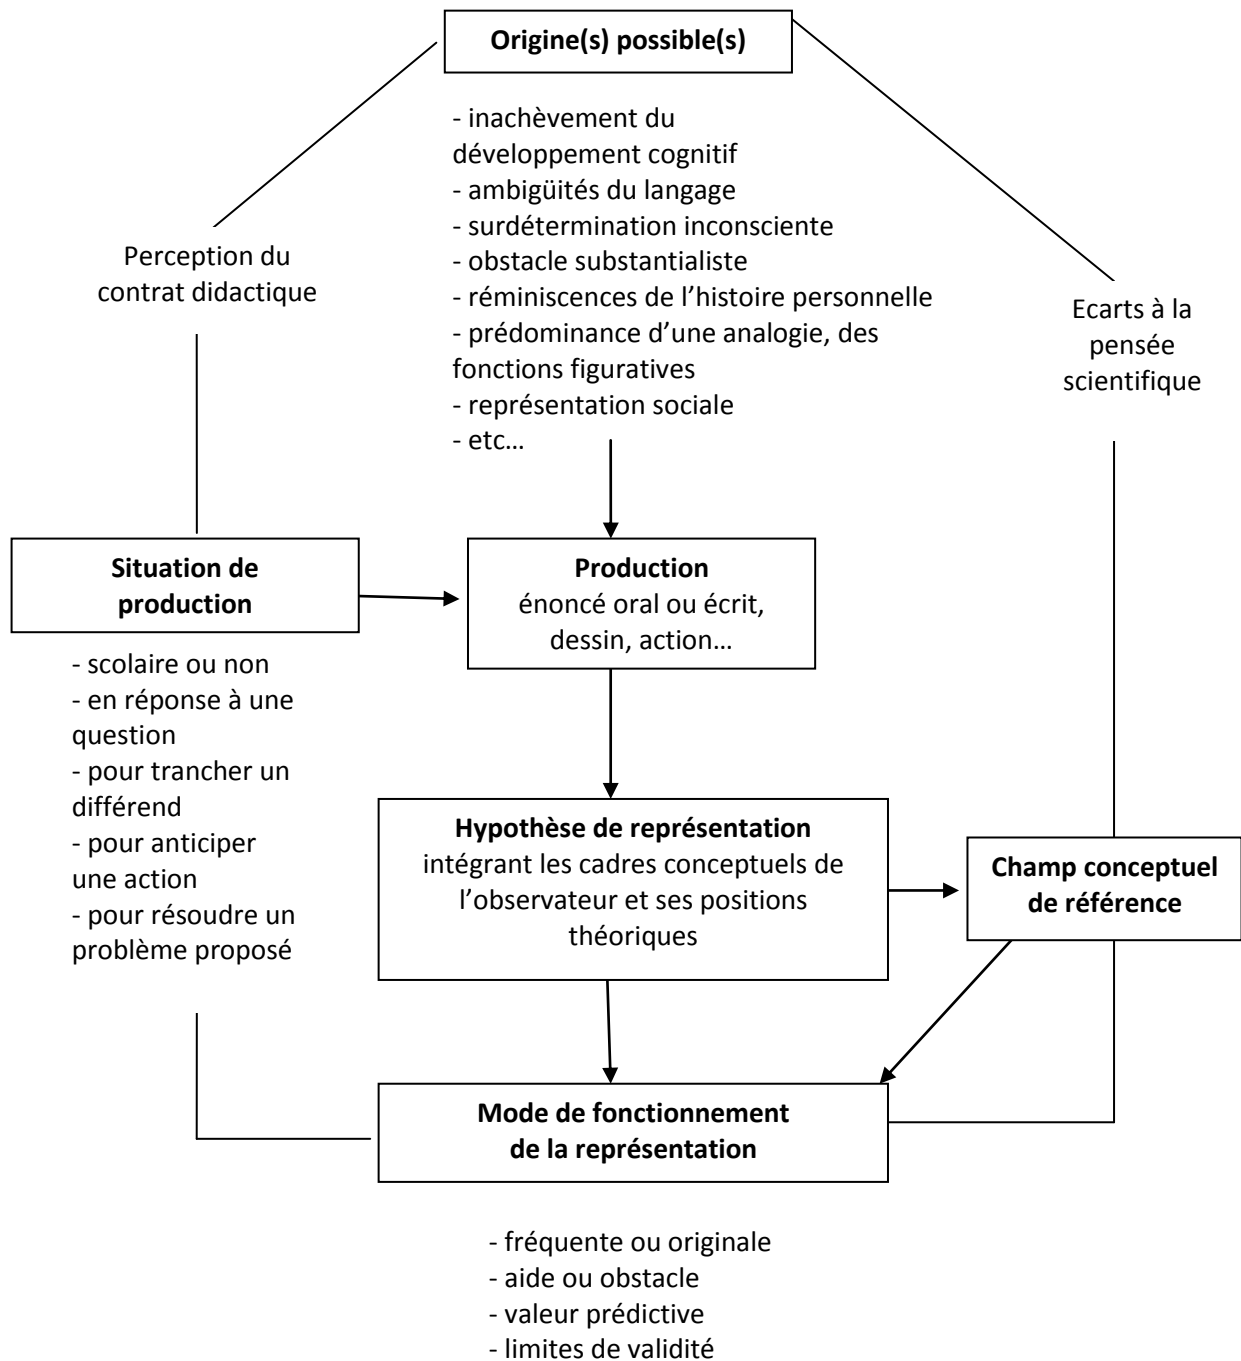 Origine(s) possible(s)
- inachèvement du
développement cognitif
- ambigüités du langage
- surdétermination inconsciente
- obstacle substantialiste
- réminiscences de l’histoire personnelle
- prédominance d’une analogie, des
fonctions figuratives
- représentation sociale
- etc…
Perception du
contrat didactique
Ecarts à la
pensée
scientifique
Situation de
production
- scolaire ou non
- en réponse à une
question
- pour trancher un
différend
- pour anticiper
une action
- pour résoudre un
problème proposé
Production
énoncé oral ou écrit,
dessin, action…
Hypothèse de représentation
intégrant les cadres conceptuels de
l’observateur et ses positions
théoriques
Champ conceptuel
de référence
Mode de fonctionnement
de la représentation
- fréquente ou originale
- aide ou obstacle
- valeur prédictive
- limites de validité